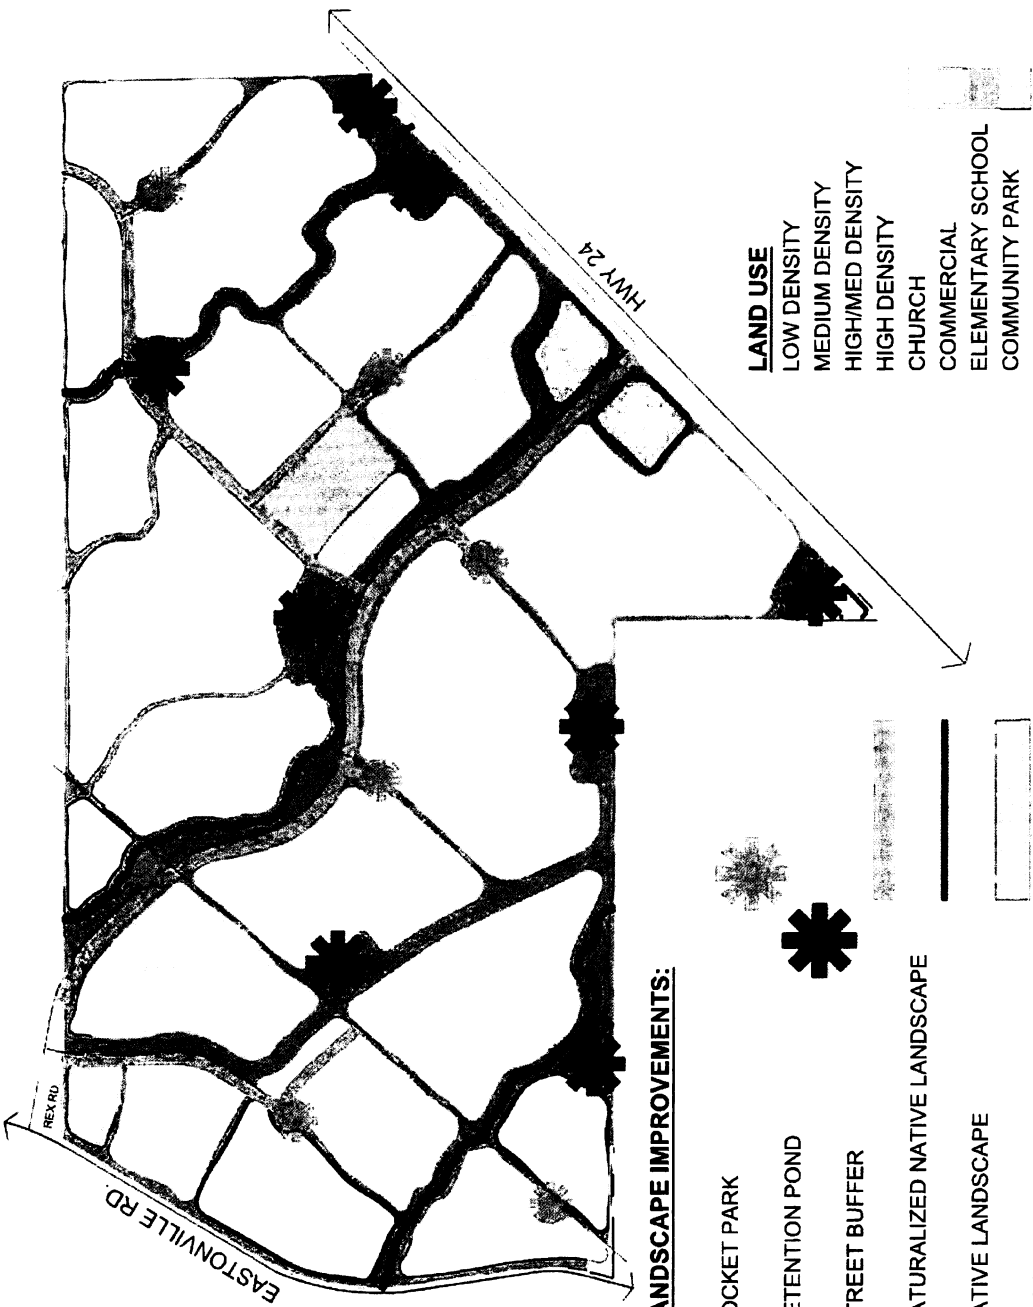 EASTONVILLE RD.
REX RD
HWY 24
ANDSCAPE IMPROVEMENTS:
OCKET PARK
ETENTION POND
TREET BUFFER
ATURALIZED NATIVE LANDSCAPE
ATIVE LANDSCAPE
LAND USE
LOW DENSITY
MEDIUM DENSITY
HIGH/MED DENSITY
HIGH DENSITY
CHURCH
COMMERCIAL
ELEMENTARY SCHOOL
COMMUNITY PARK